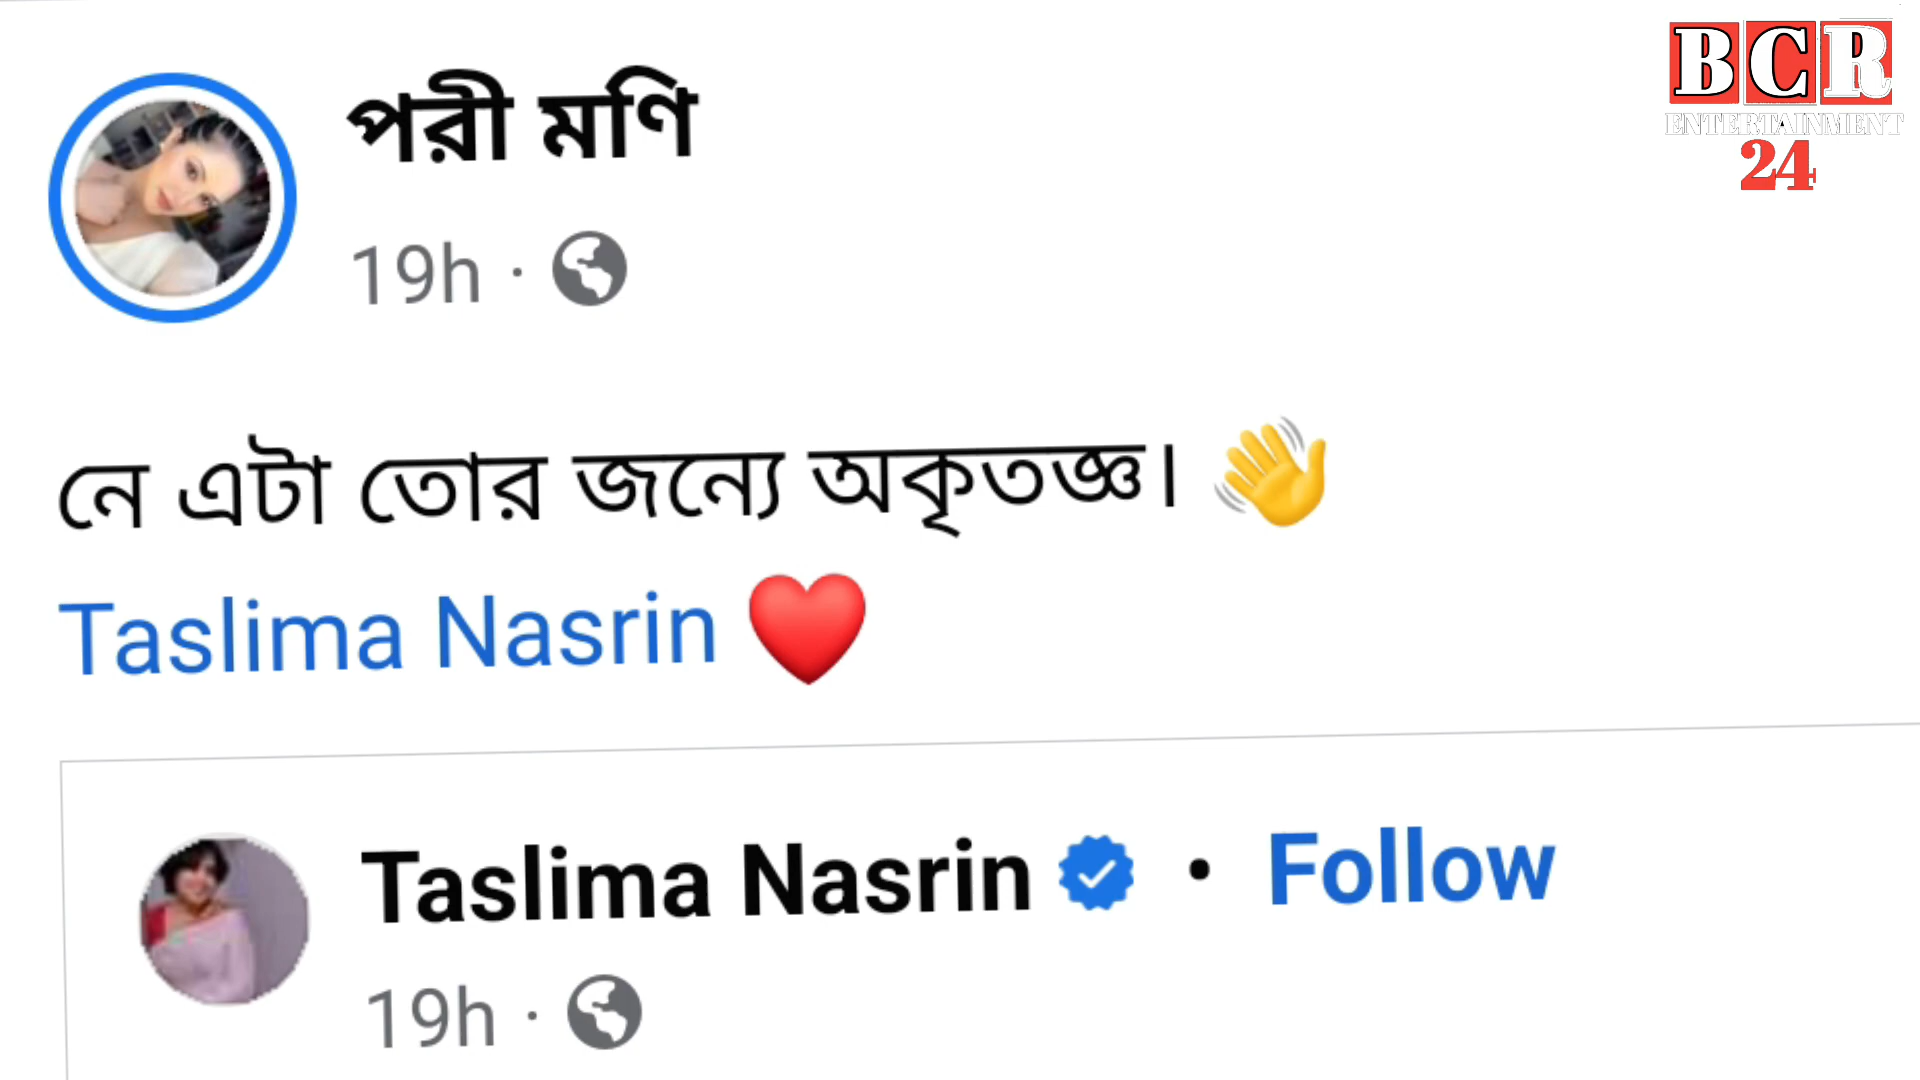 পরী মণি
19h ·
নে এটা তোর জন্যে অকৃতজ্ঞ। 👋
Taslima Nasrin ❤️
Taslima Nasrin · Follow
19h ·
BCR
ENTERTAINMENT
24